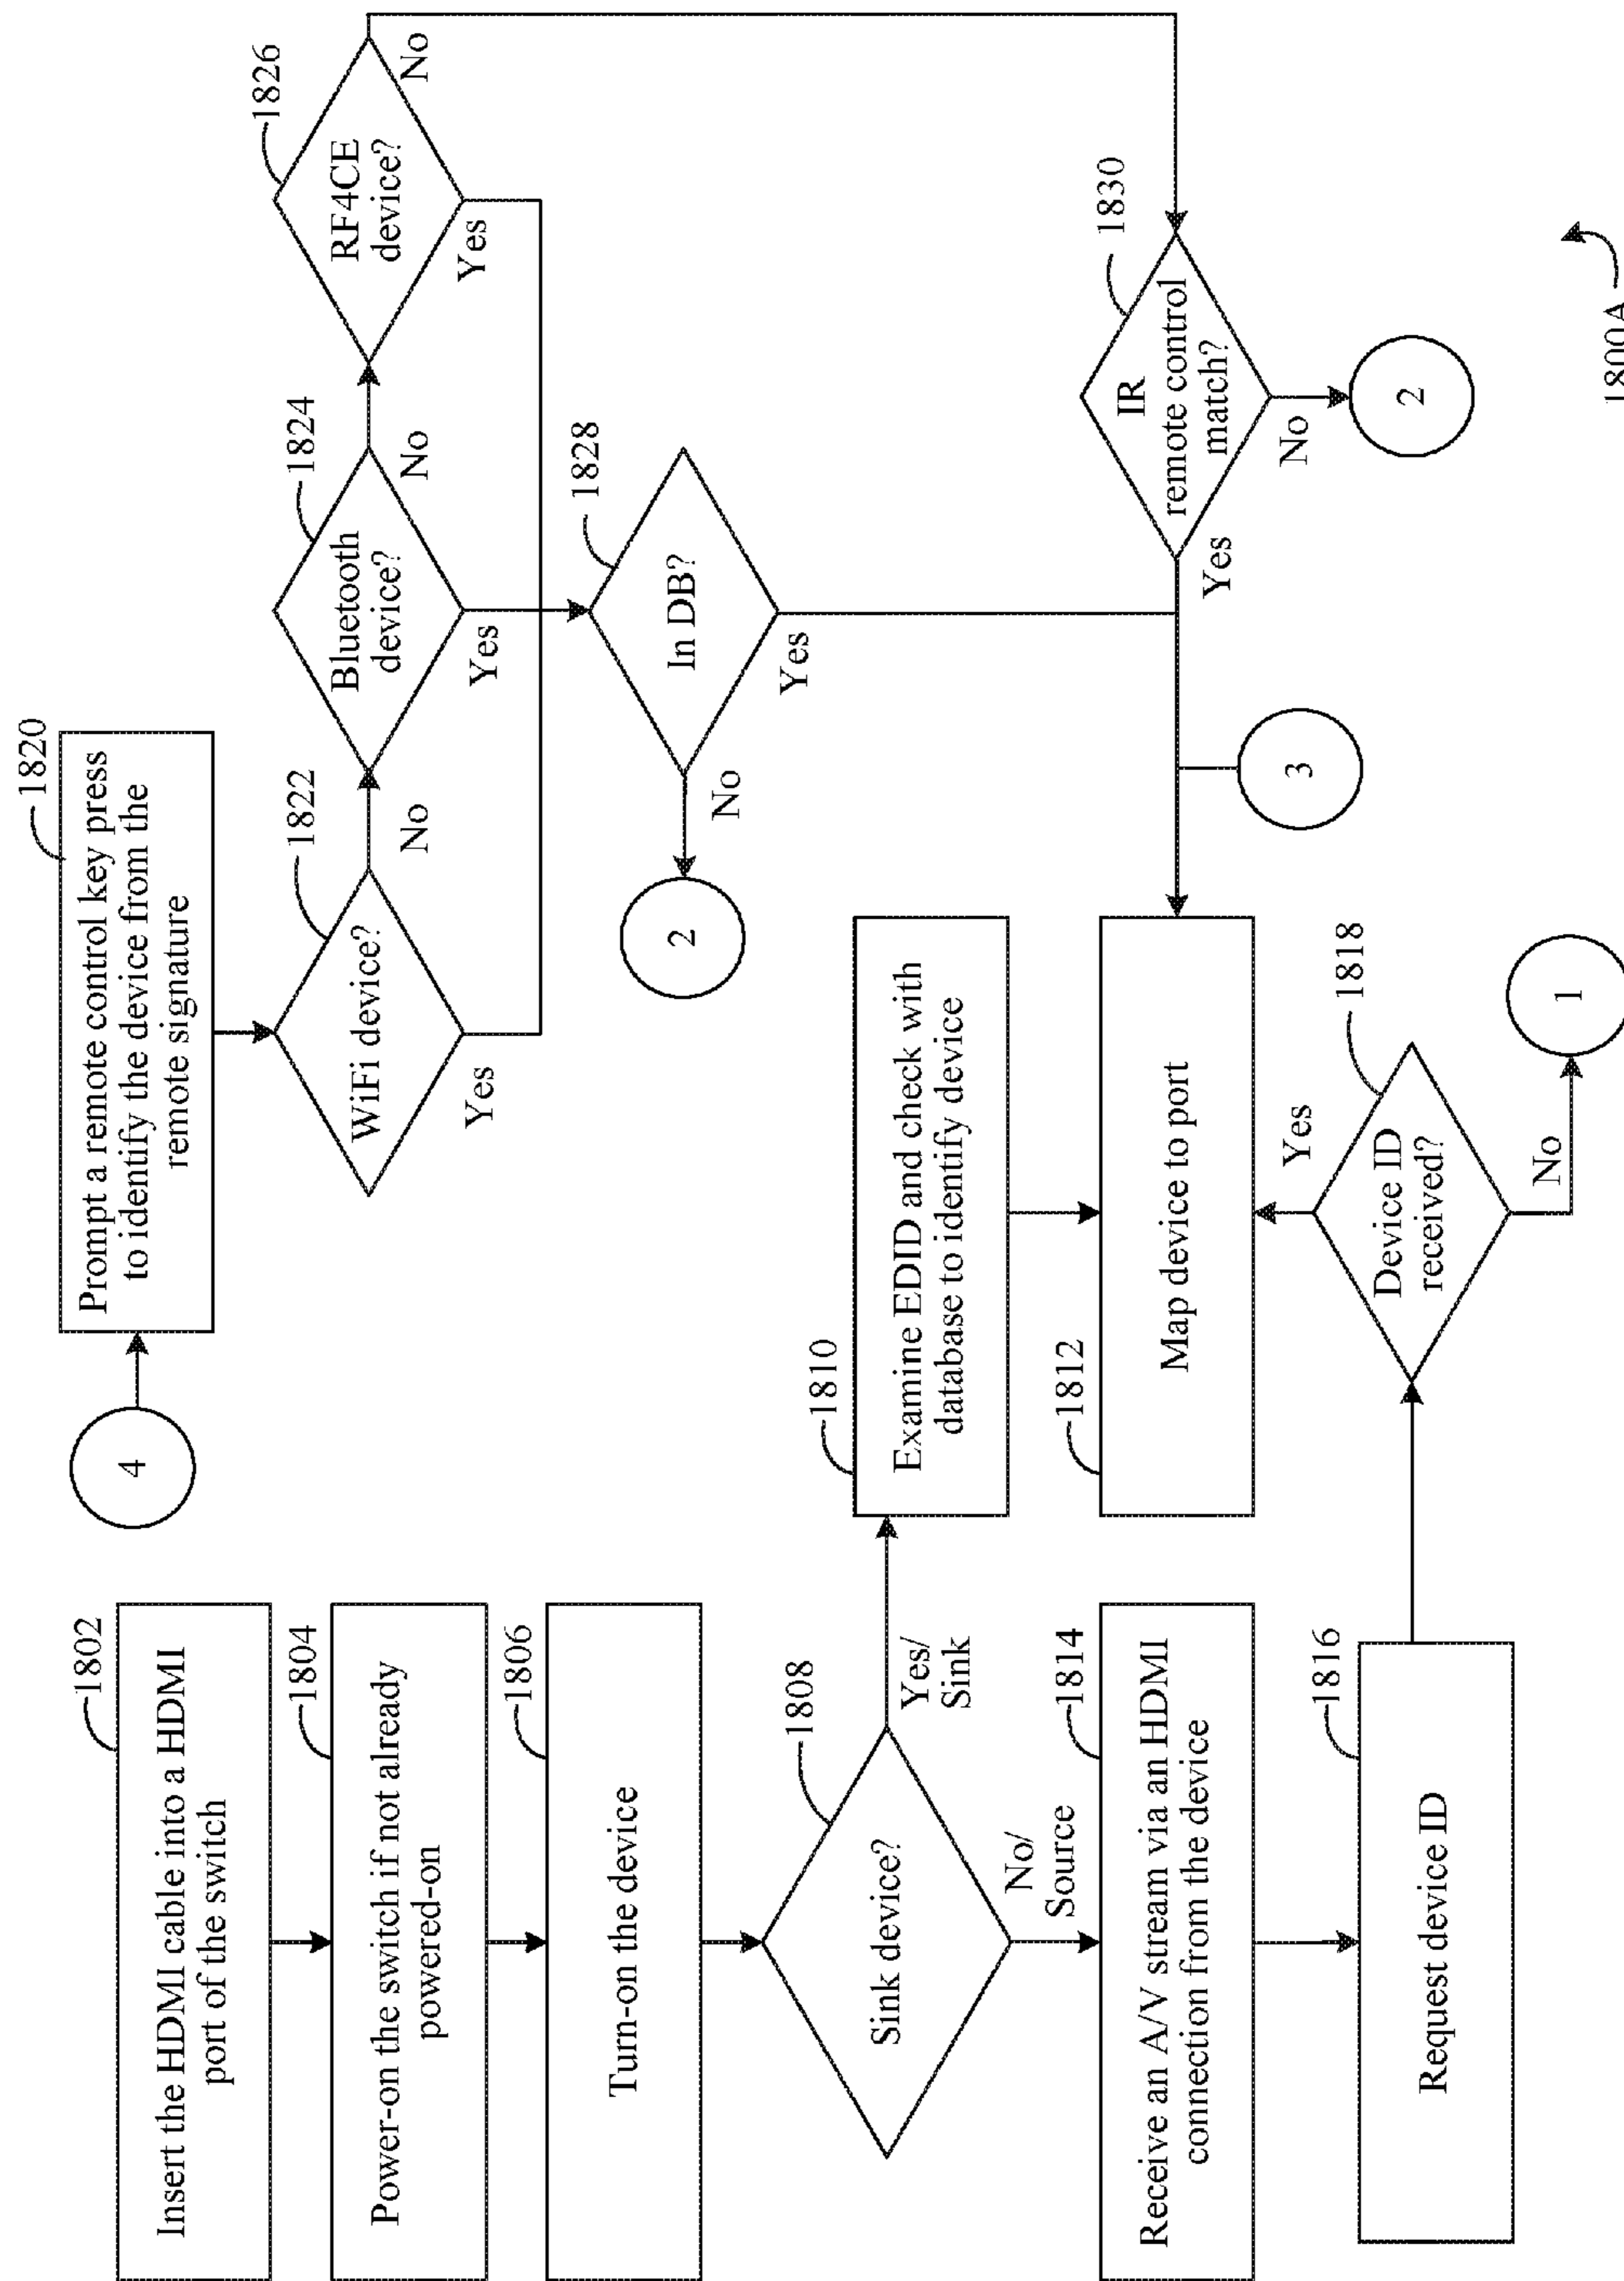 1802
Insert the HDMI cable into a HDMI
port of the switch
1804
Power-on the switch if not already
powered-on
1806
Turn-on the device
1808
Sink device?
Yes/
Sink
No/
Source
1810
Examine EDID and check with
database to identify device
1812
Map device to port
1814
Receive an A/V stream via an HDMI
connection from the device
1816
Request device ID
1818
Device ID
received?
Yes
No
1
4
1820
Prompt a remote control key press
to identify the device from the
remote signature
1822
WiFi device?
No
Yes
1824
Bluetooth
device?
No
Yes
1826
RF4CE
device?
No
Yes
1828
In DB?
No
Yes
2
3
1830
IR
remote control
match?
Yes
No
2
1800A